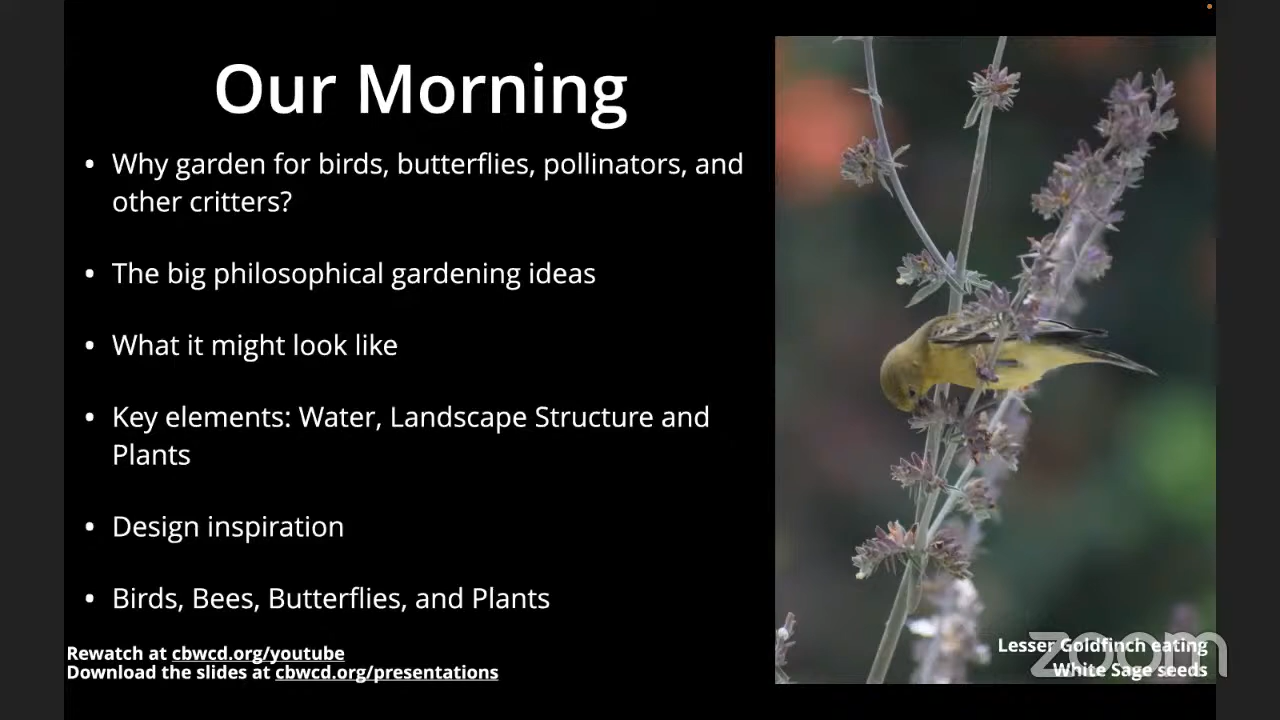 Our Morning
• Why garden for birds, butterflies, pollinators, and
other critters?
• The big philosophical gardening ideas
• What it might look like
• Key elements: Water, Landscape Structure and
Plants
• Design inspiration
• Birds, Bees, Butterflies, and Plants
Rewatch at cbwcd.org/youtube
Download the slides at cbwcd.org/presentations
Lesser Goldfinch eating
White Sage seeds
zoom